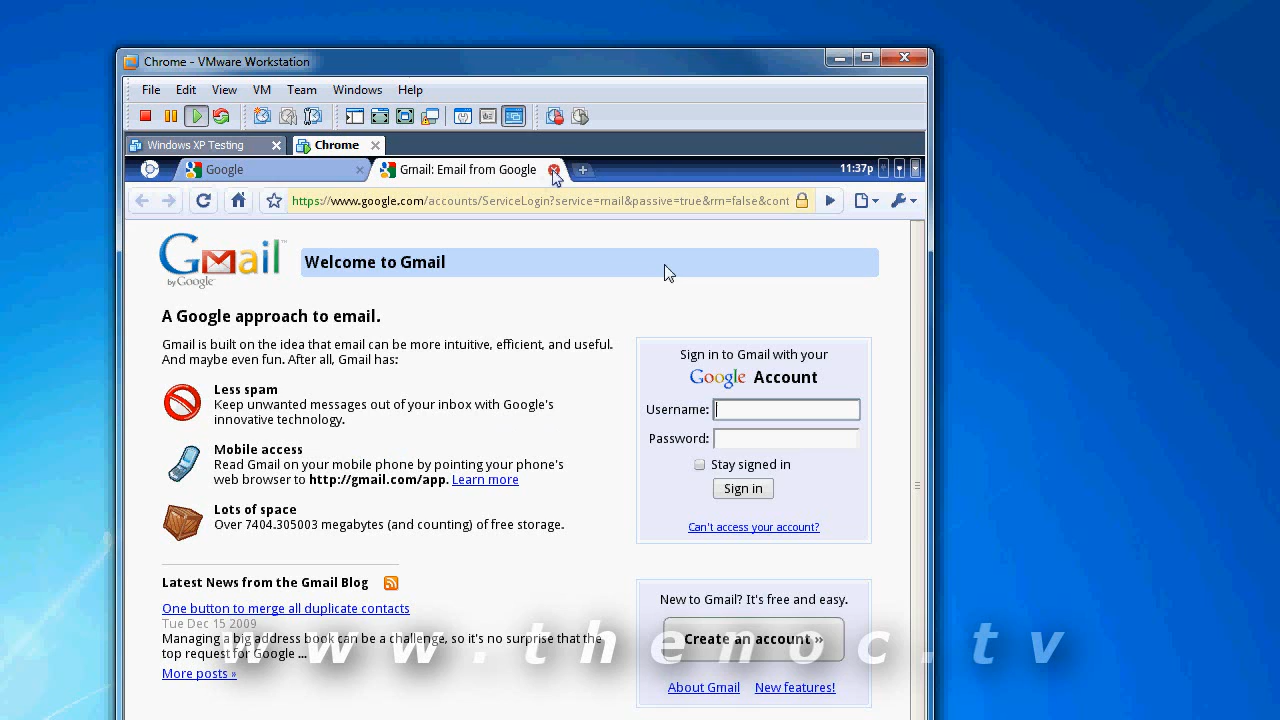 Chrome - VMware Workstation
File Edit View VM Team Windows Help
Windows XP Testing
Chrome
Google
Gmail: Email from Google
11:37p
https://www.google.com/accounts/ServiceLogin?service=mail&passive=true&rm=false&cont
Gmail
by Google
Welcome to Gmail
A Google approach to email.
Gmail is built on the idea that email can be more intuitive, efficient, and useful.
And maybe even fun. After all, Gmail has:
Less spam
Keep unwanted messages out of your inbox with Google's
innovative technology.
Mobile access
Read Gmail on your mobile phone by pointing your phone's
web browser to http://gmail.com/app. Learn more
Lots of space
Over 7404.305003 megabytes (and counting) of free storage.
Latest News from the Gmail Blog
One button to merge all duplicate contacts
Tue Dec 15 2009
Managing a big address book can be a challenge, so it's no surprise that the
top request for Google ...
More posts »
Sign in to Gmail with your
Google Account
Username:
Password:
Stay signed in
Sign in
Can't access your account?
New to Gmail? It's free and easy.
Create an account »
About Gmail New features!
www.thenoc.tv